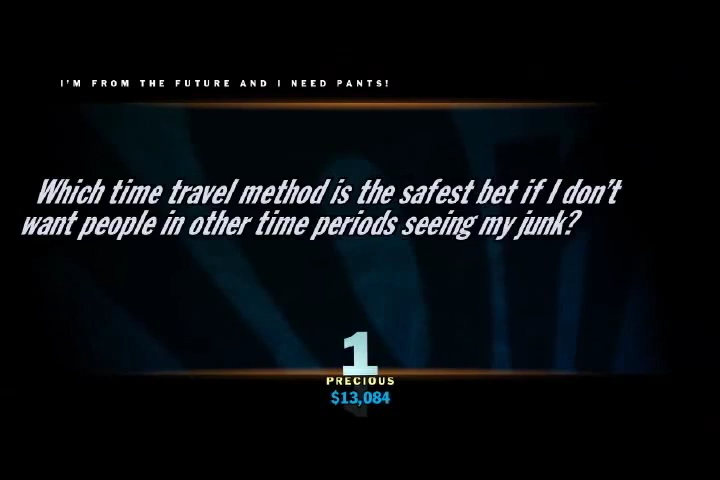 I'M FROM THE FUTURE AND I NEED PANTS!
Which time travel method is the safest bet if I don't
want people in other time periods seeing my junk?
1
PRECIOUS
$13,084